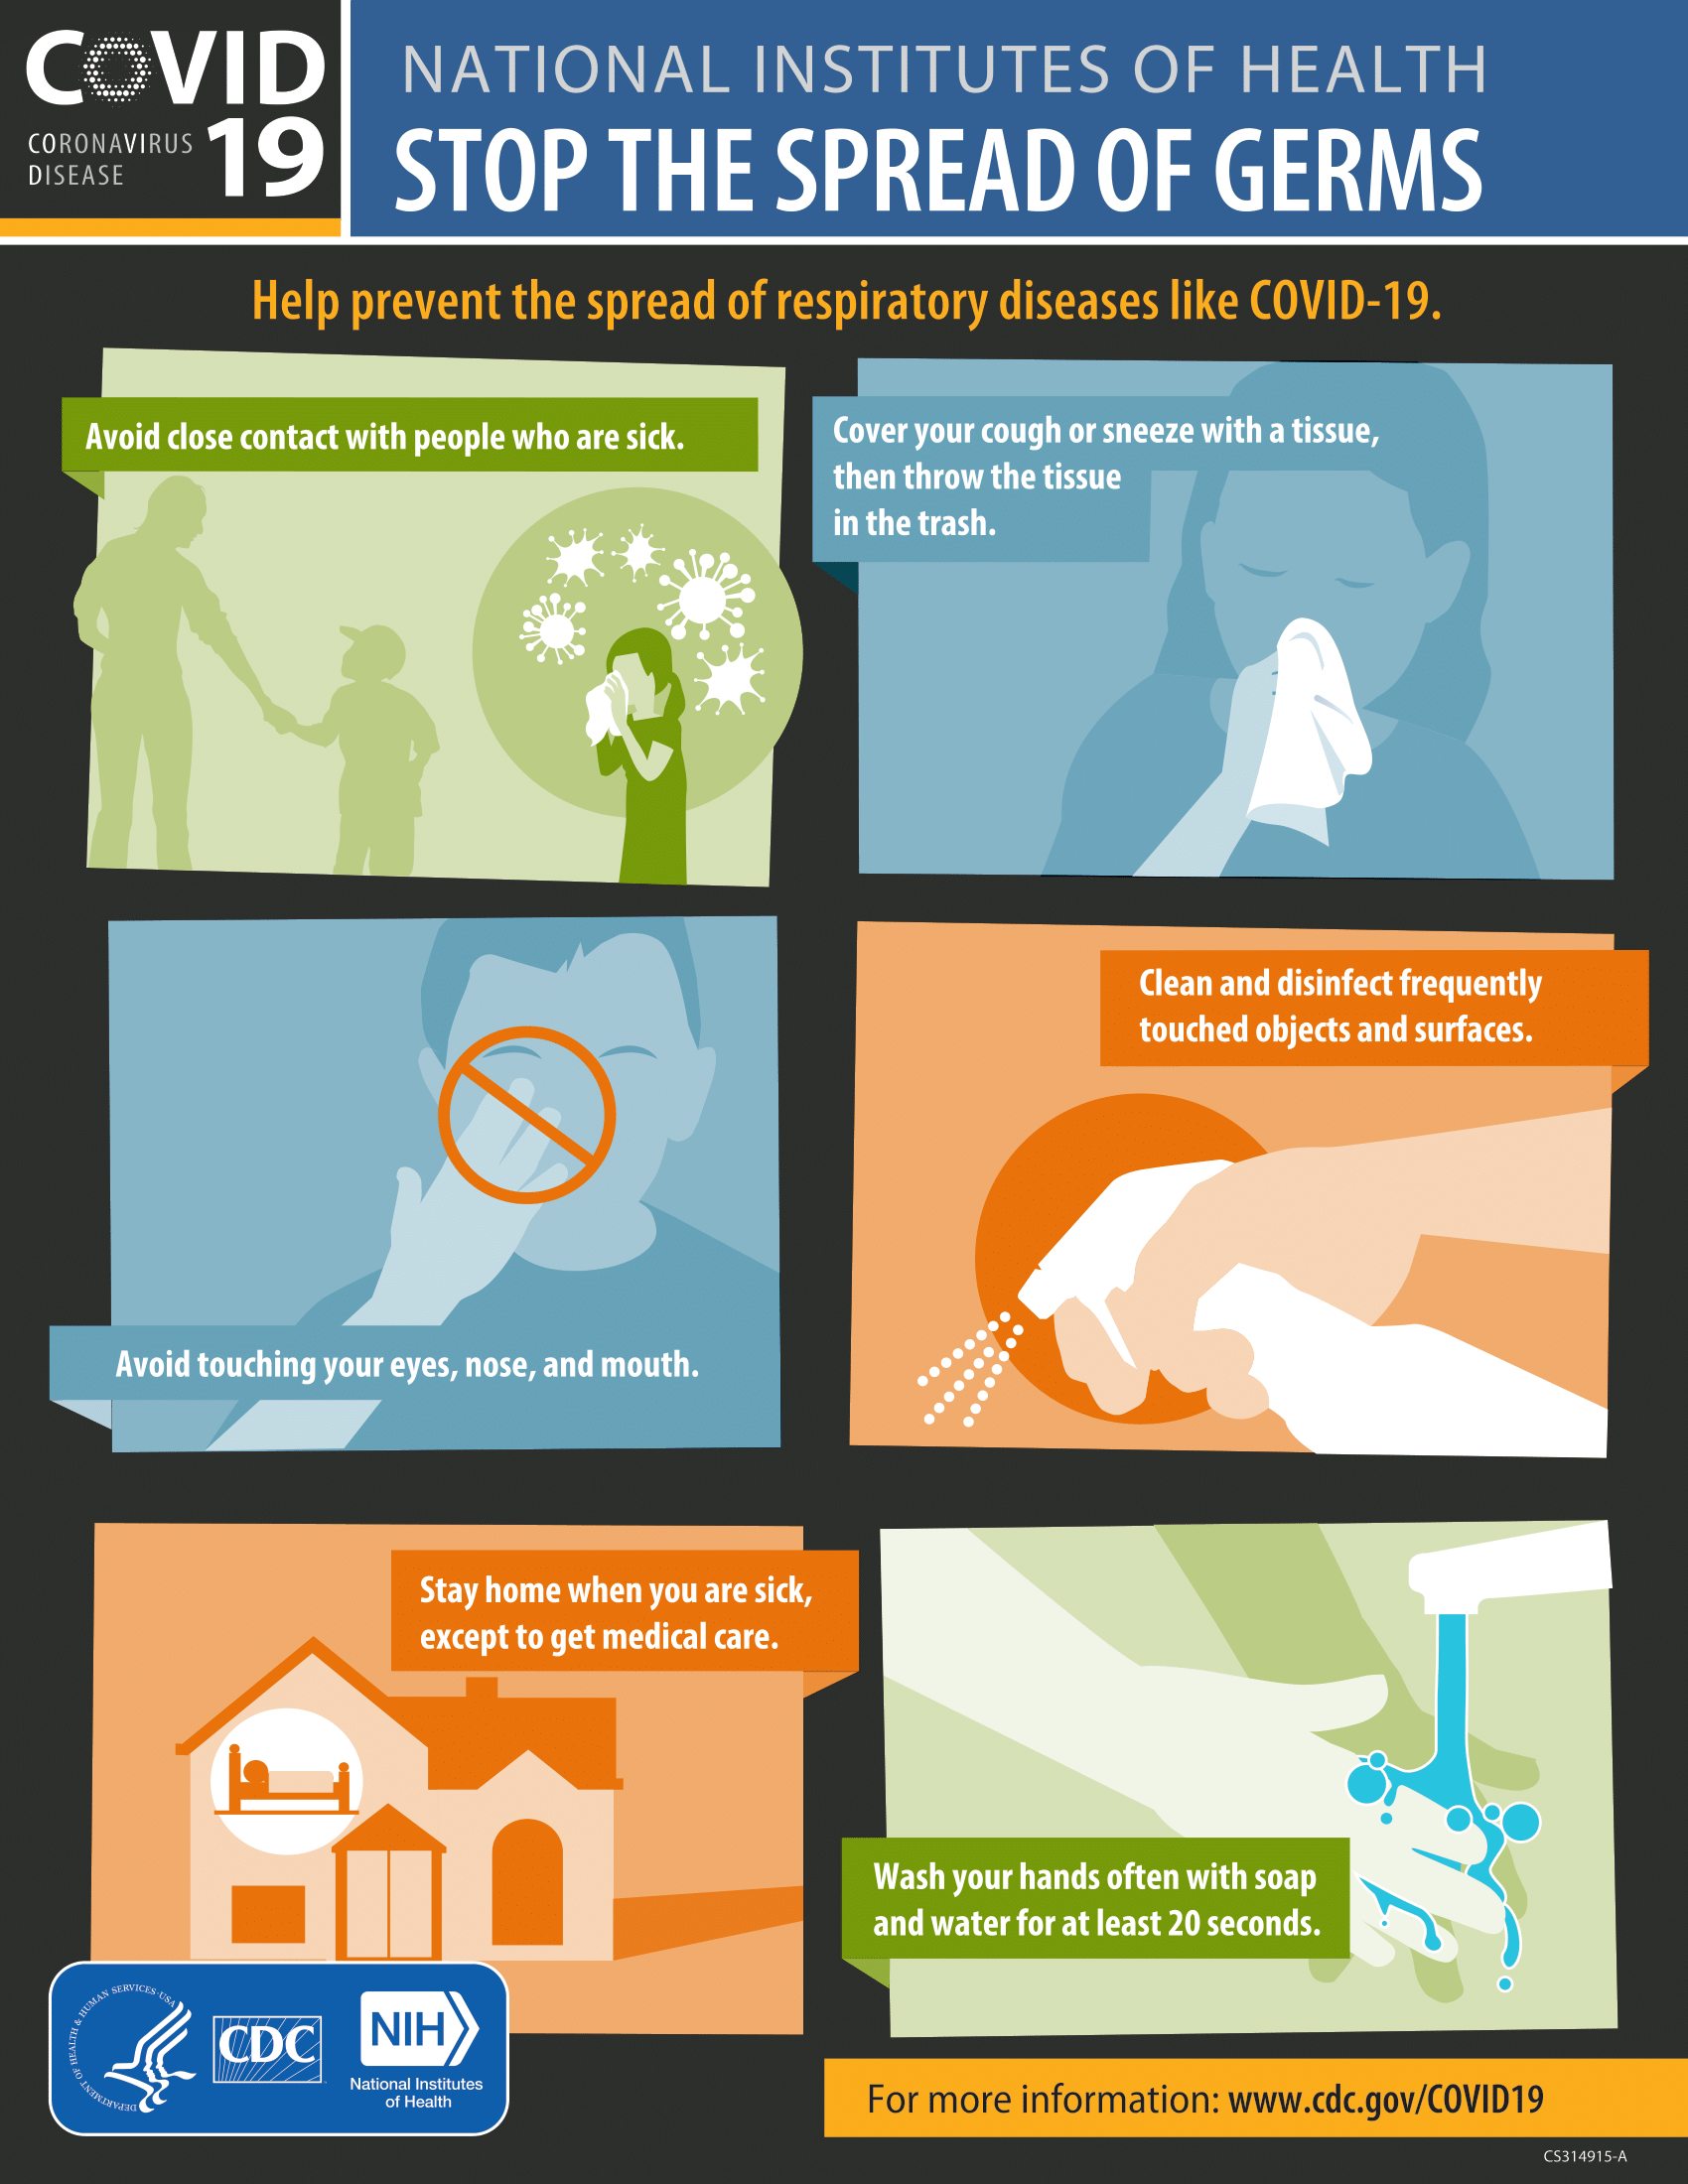 COVID
CORONAVIRUS
DISEASE
19
NATIONAL INSTITUTES OF HEALTH
STOP THE SPREAD OF GERMS
Help prevent the spread of respiratory diseases like COVID-19.
Avoid close contact with people who are sick.
Cover your cough or sneeze with a tissue,
then throw the tissue
in the trash.
Avoid touching your eyes, nose, and mouth.
Clean and disinfect frequently
touched objects and surfaces.
Stay home when you are sick,
except to get medical care.
Wash your hands often with soap
and water for at least 20 seconds.
DEPARTMENT OF HEALTH & HUMAN SERVICES·USA
CDC
NIH
National Institutes
of Health
For more information: www.cdc.gov/COVID19
CS314915-A